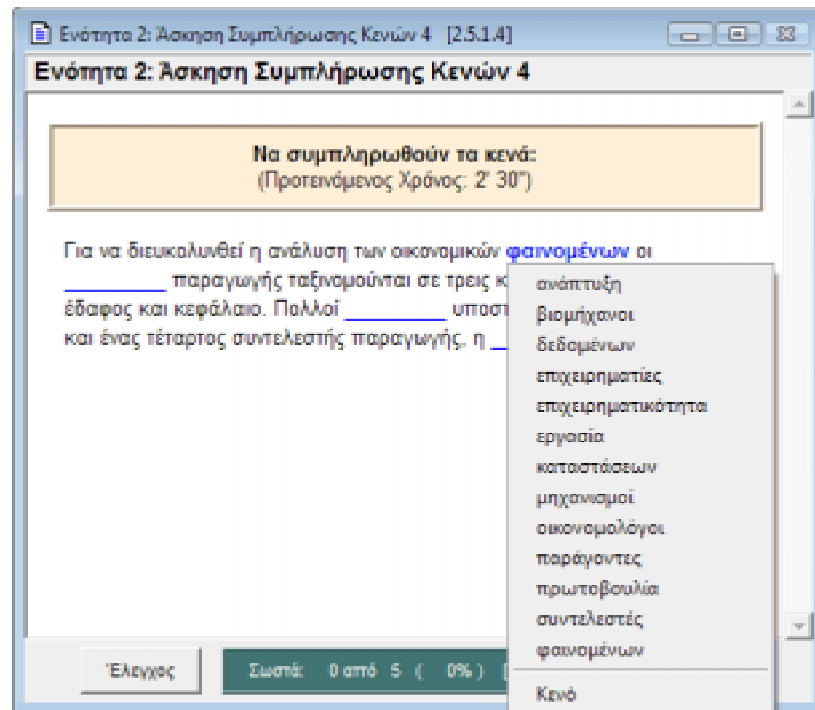 Ενότητα 2: Άσκηση Συμπλήρωσης Κενών 4 [2.5.1.4]
Ενότητα 2: Άσκηση Συμπλήρωσης Κενών 4
Να συμπληρωθούν τα κενά:
(Προτεινόμενος Χρόνος: 2' 30'')
Για να διευκολυνθεί η ανάλυση των οικονομικών φαινομένων οι
__________ παραγωγής ταξινομούνται σε τρεις κ
έδαφος και κεφάλαιο. Πολλοί __________ υποστ
και ένας τέταρτος συντελεστής παραγωγής, η __
ανάπτυξη
βιομήχανοι
δεδομένων
επιχειρηματίες
επιχειρηματικότητα
εργασία
καταστάσεων
μηχανισμοί
οικονομολόγοι
παράγοντες
πρωτοβουλία
συντελεστές
φαινομένων
Κενό
Έλεγχος
Σωστά: 0 από 5 ( 0% ) [